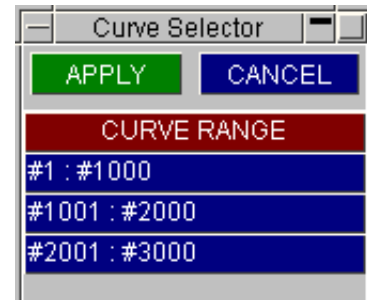 Curve Selector
APPLY CANCEL
CURVE RANGE
#1 : #1000
#1001 : #2000
#2001 : #3000